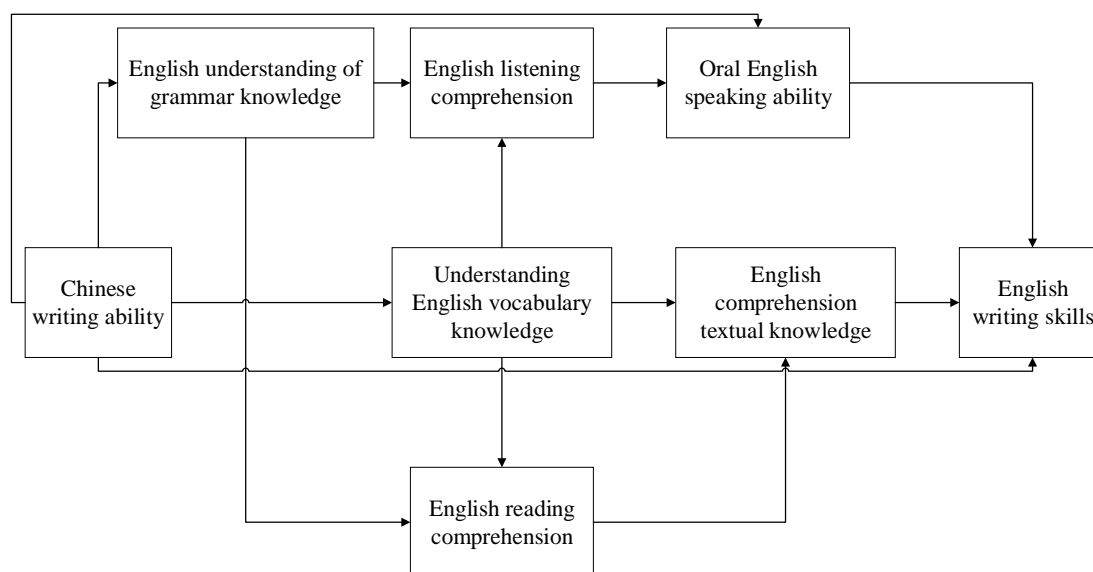 English understanding of
grammar knowledge
English listening
comprehension
Oral English
speaking ability
Chinese
writing ability
Understanding
English vocabulary
knowledge
English
comprehension
textual knowledge
English
writing skills
English reading
comprehension